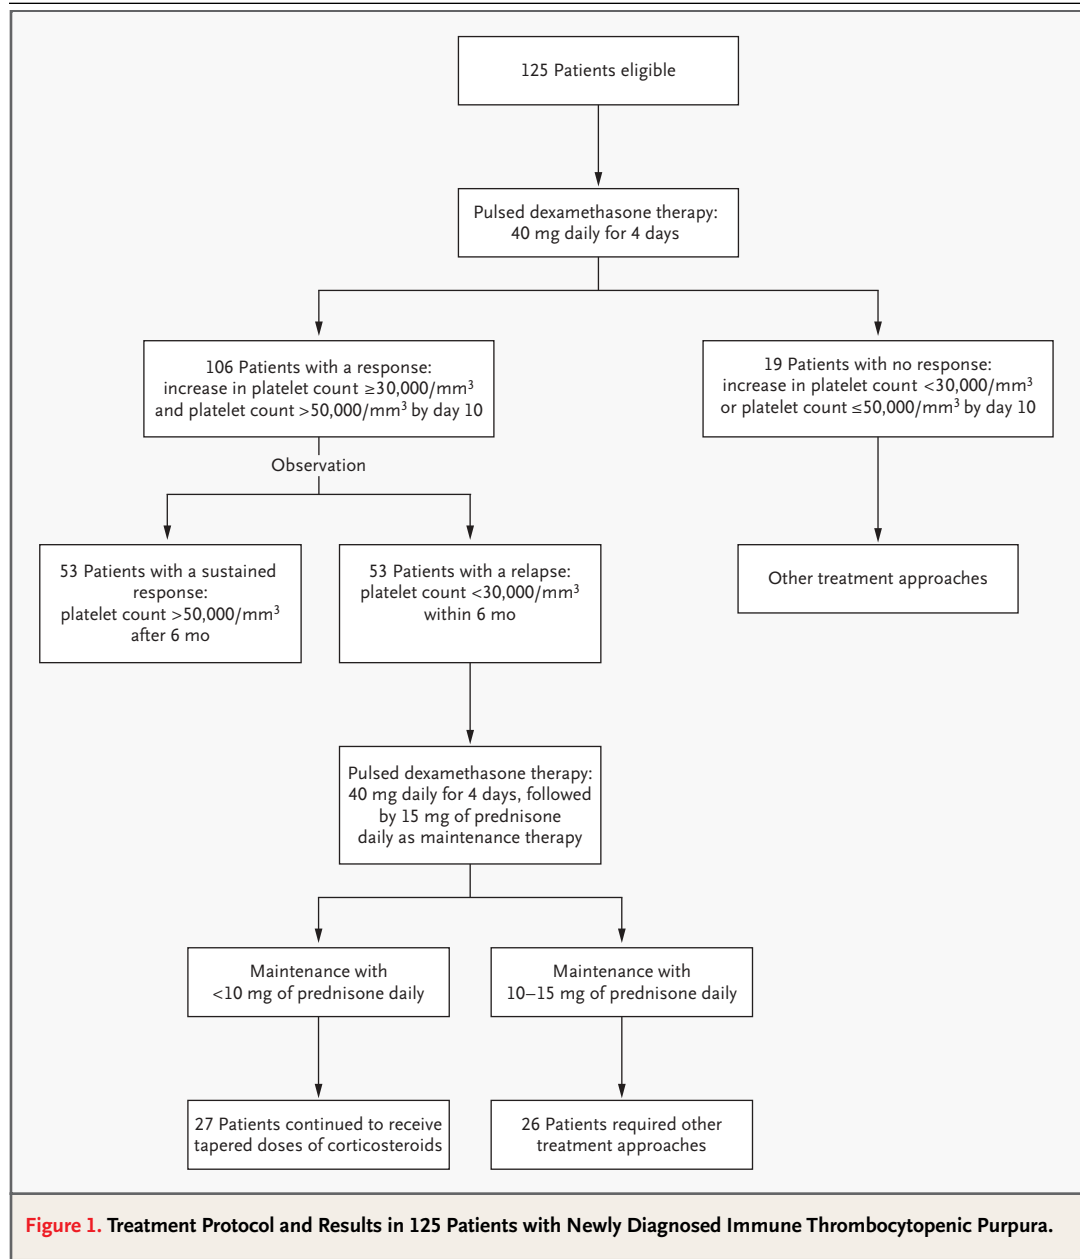 125 Patients eligible
Pulsed dexamethasone therapy:
40 mg daily for 4 days
106 Patients with a response:
increase in platelet count ≥30,000/mm³
and platelet count >50,000/mm³ by day 10
19 Patients with no response:
increase in platelet count <30,000/mm³
or platelet count ≤50,000/mm³ by day 10
Observation
53 Patients with a sustained
response:
platelet count >50,000/mm³
after 6 mo
53 Patients with a relapse:
platelet count <30,000/mm³
within 6 mo
Other treatment approaches
Pulsed dexamethasone therapy:
40 mg daily for 4 days, followed
by 15 mg of prednisone
daily as maintenance therapy
Maintenance with
<10 mg of prednisone daily
Maintenance with
10–15 mg of prednisone daily
27 Patients continued to receive
tapered doses of corticosteroids
26 Patients required other
treatment approaches
Figure 1. Treatment Protocol and Results in 125 Patients with Newly Diagnosed Immune Thrombocytopenic Purpura.